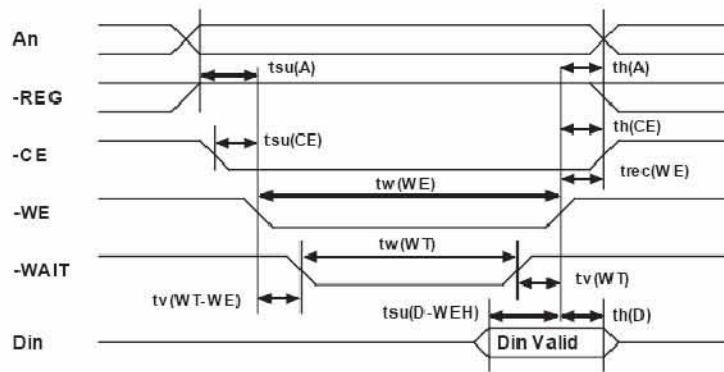 An
tsu(A) th(A)
-REG
tsu(CE) th(CE)
-CE
tw(WE) trec(WE)
-WE
tw(WT)
-WAIT
tv(WT-WE) tv(WT)
tsu(D-WEH) th(D)
Din Din Valid